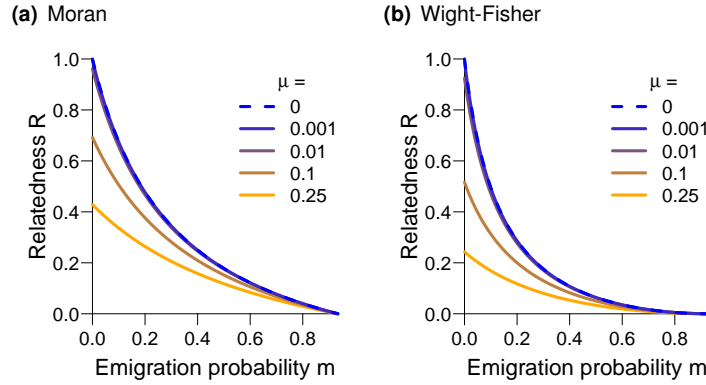 (a) Moran
μ =
0
0.001
0.01
0.1
0.25
Relatedness R
1.0
0.8
0.6
0.4
0.2
0.0
0.0 0.2 0.4 0.6 0.8
Emigration probability m
(b) Wight-Fisher
μ =
0
0.001
0.01
0.1
0.25
Relatedness R
1.0
0.8
0.6
0.4
0.2
0.0
0.0 0.2 0.4 0.6 0.8
Emigration probability m